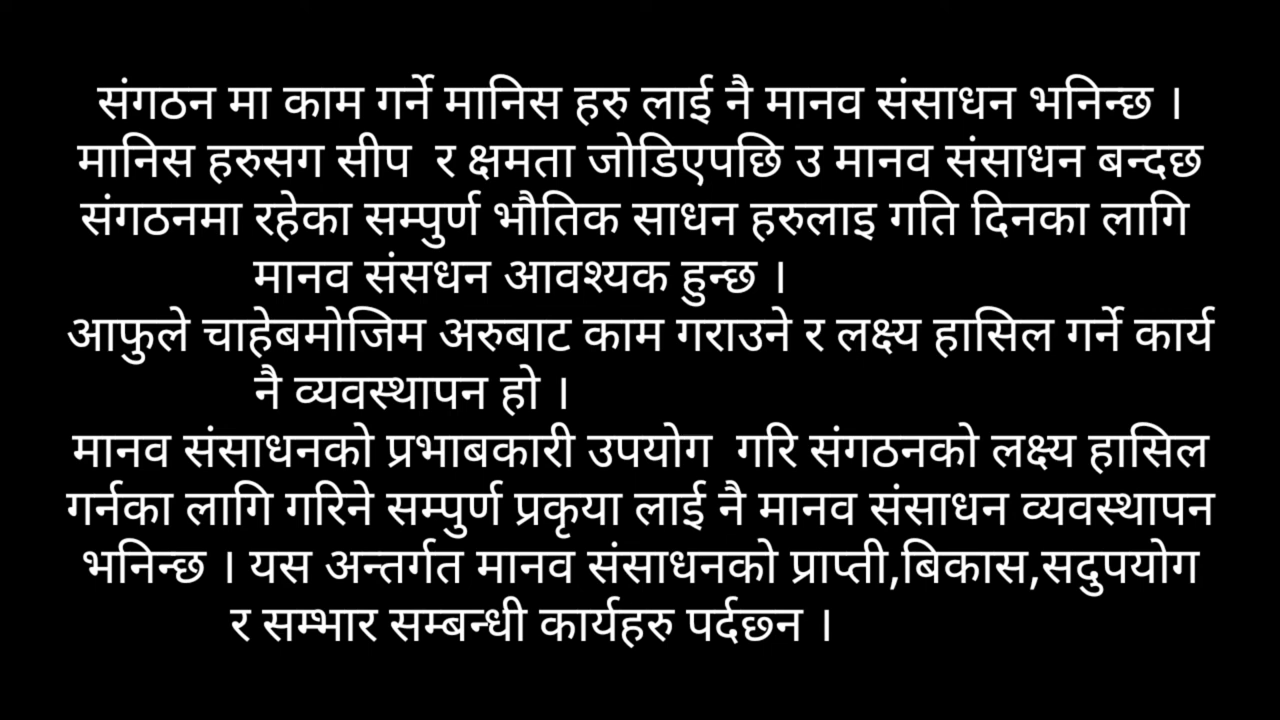 संगठन मा काम गर्ने मानिस हरु लाई नै मानव संसाधन भनिन्छ ।
मानिस हरुसग सीप  र क्षमता जोडिएपछि उ मानव संसाधन बन्दछ
संगठनमा रहेका सम्पुर्ण भौतिक साधन हरुलाइ गति दिनका लागि
मानव संसधन आवश्यक हुन्छ ।
आफुले चाहेबमोजिम अरुबाट काम गराउने र लक्ष्य हासिल गर्ने कार्य
नै व्यवस्थापन हो ।
मानव संसाधनको प्रभाबकारी उपयोग  गरि संगठनको लक्ष्य हासिल
गर्नका लागि गरिने सम्पुर्ण प्रकृया लाई नै मानव संसाधन व्यवस्थापन
भनिन्छ । यस अन्तर्गत मानव संसाधनको प्राप्ती,बिकास,सदुपयोग
र सम्भार सम्बन्धी कार्यहरु पर्दछन ।